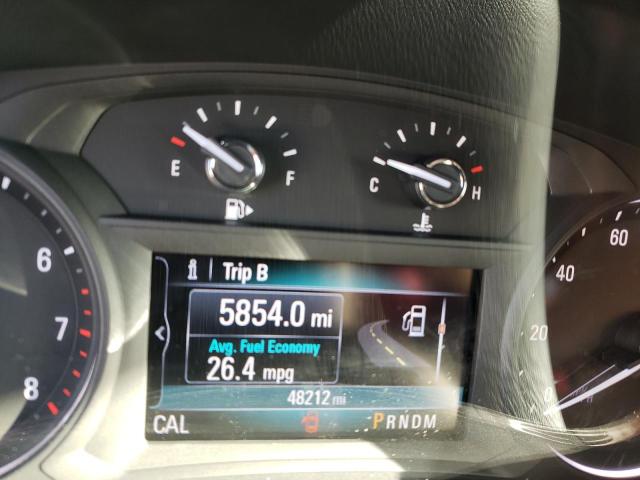 E F
C H
Trip B
5854.0 mi
Avg. Fuel Economy
26.4 mpg
48212 mi
CAL PRNDM
6
7
8
60
40
20
0